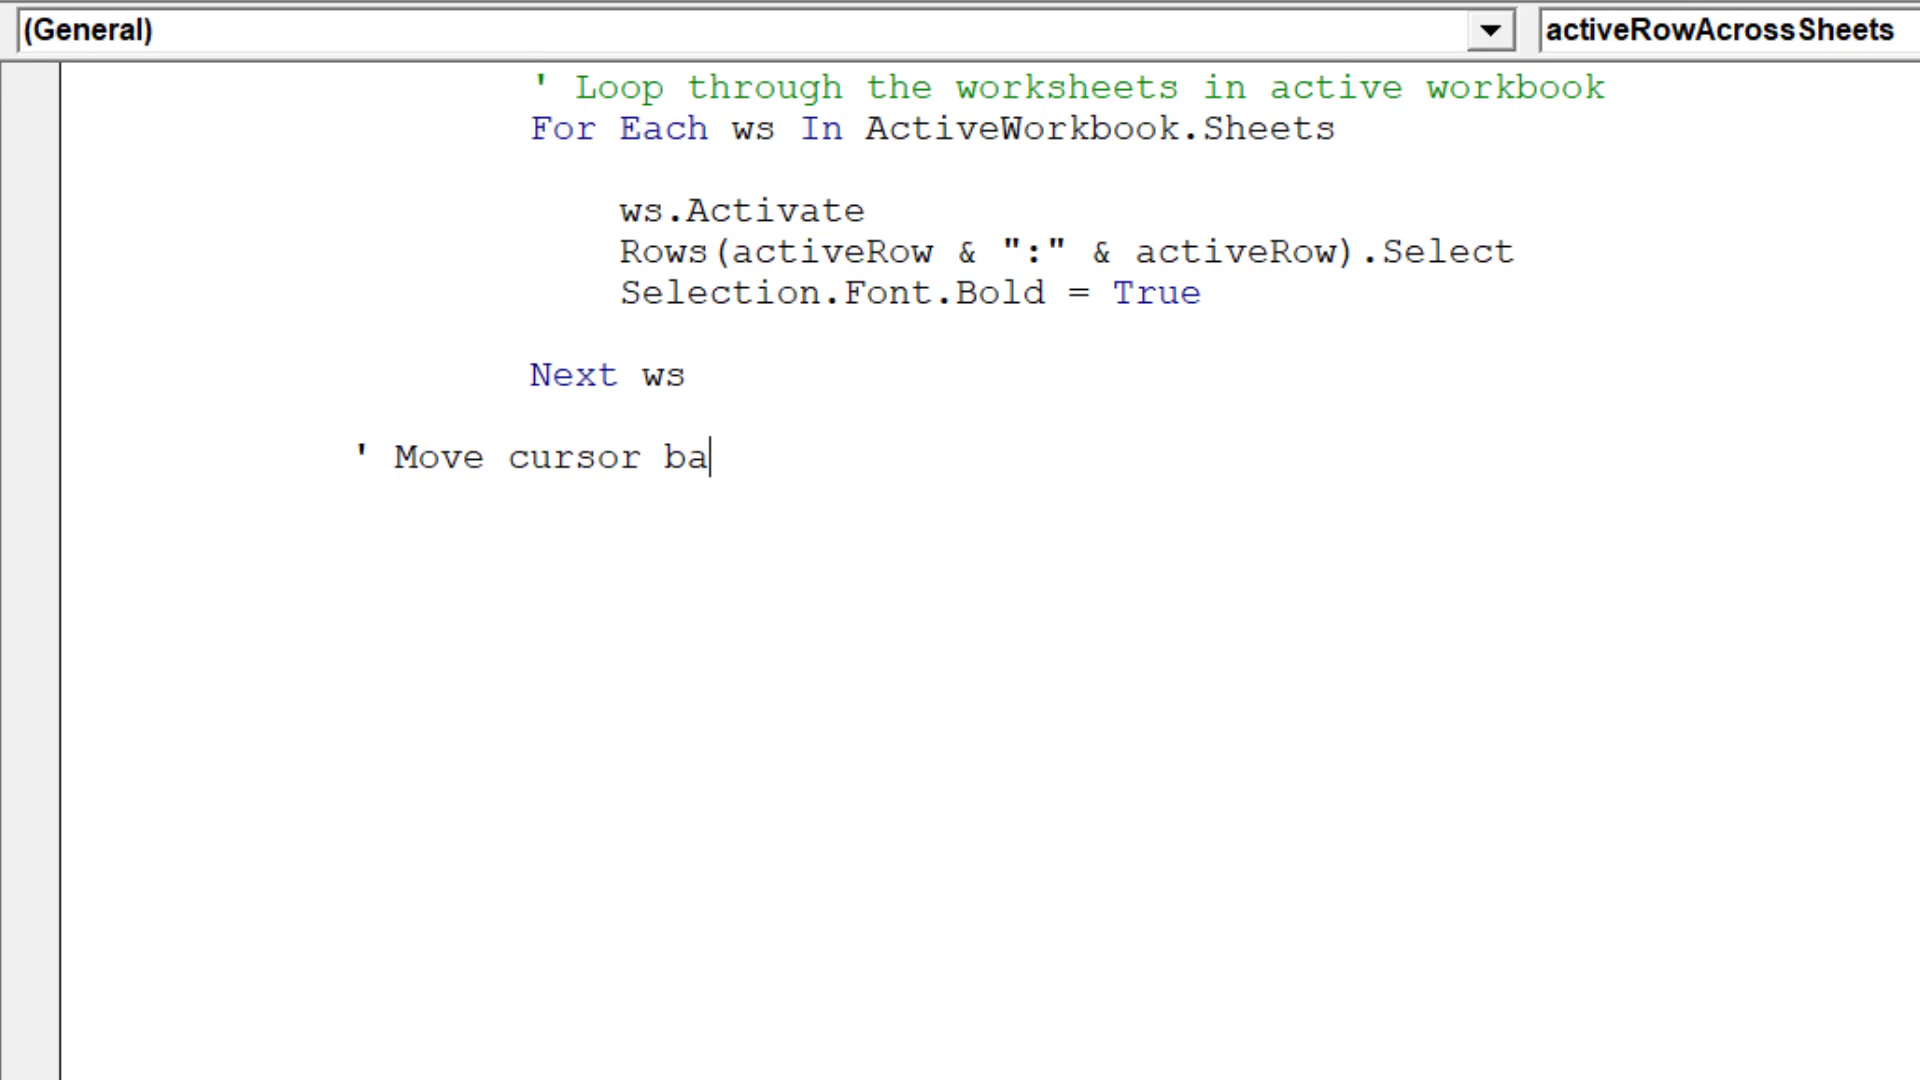 (General)
activeRowAcrossSheets
' Loop through the worksheets in active workbook
For Each ws In ActiveWorkbook.Sheets
ws.Activate
Rows(activeRow & ":" & activeRow).Select
Selection.Font.Bold = True
Next ws
' Move cursor ba